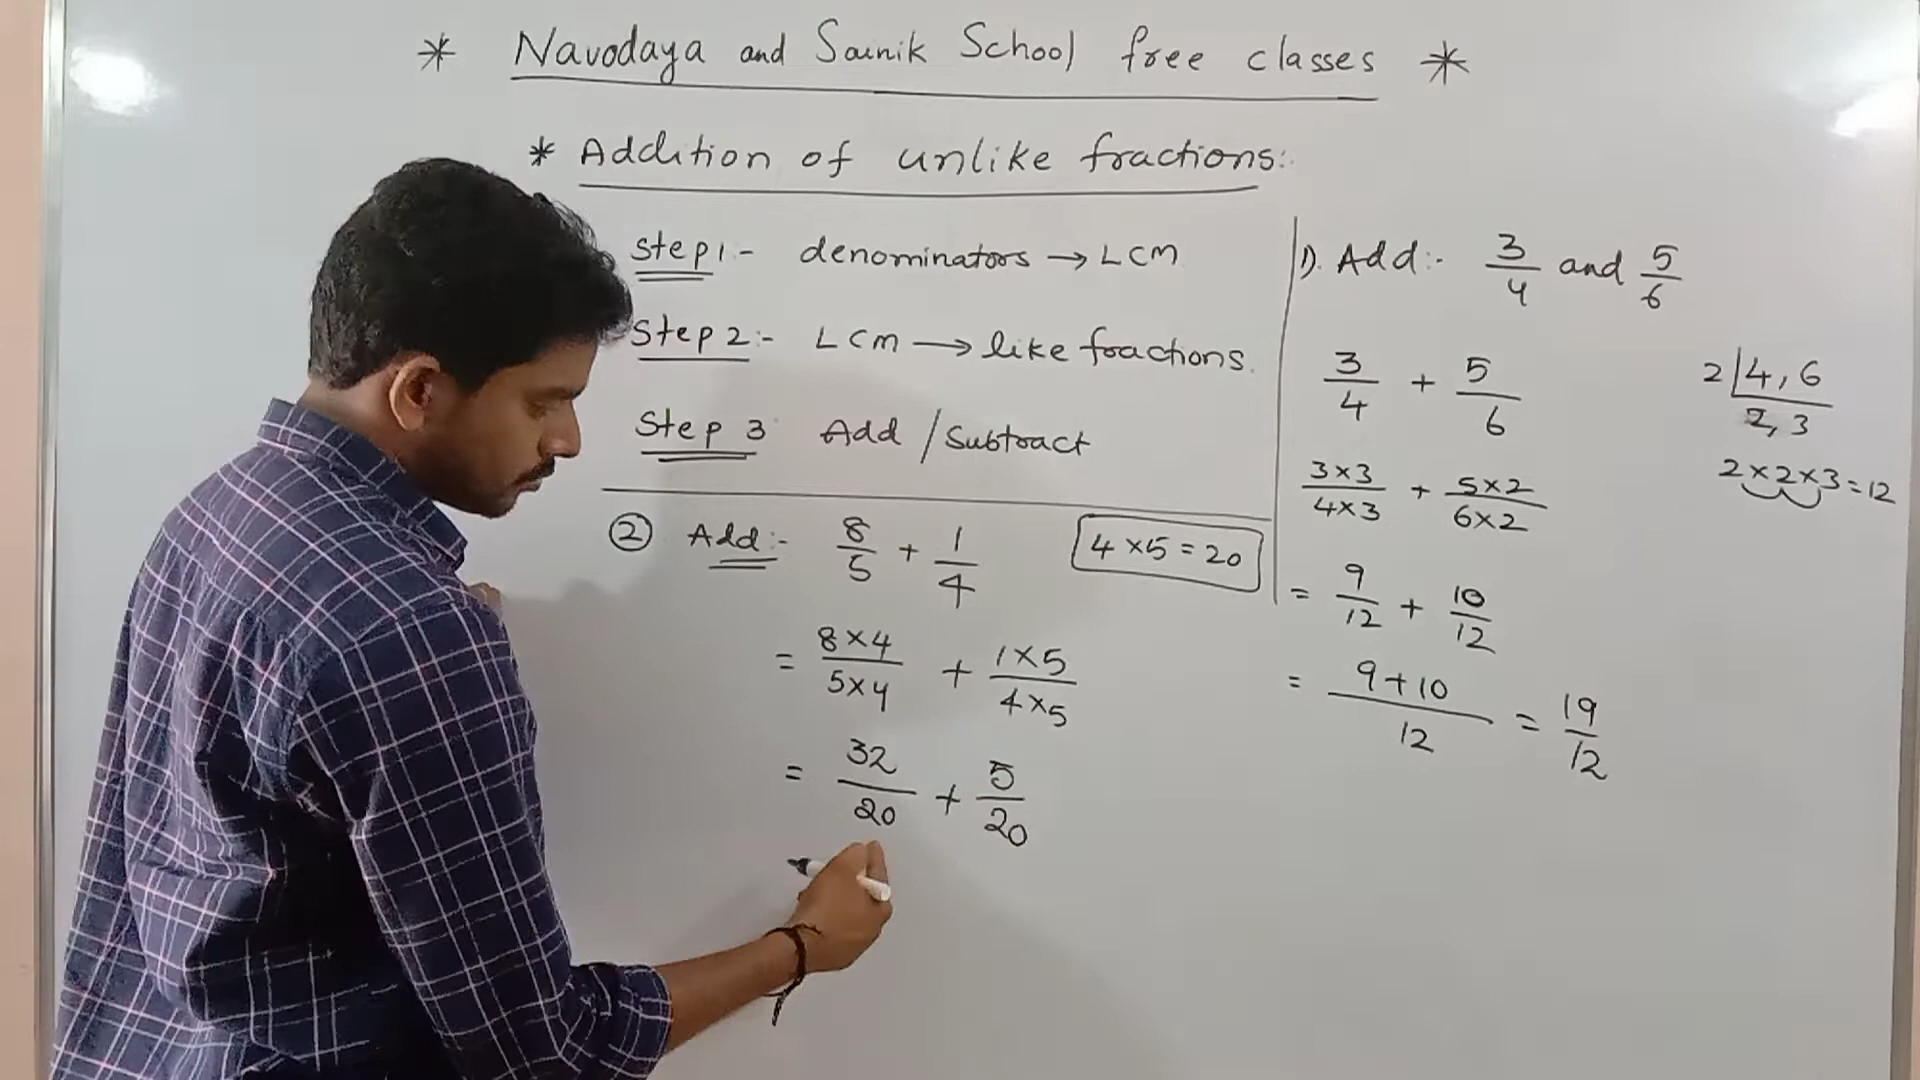 * Navodaya and Sainik School free classes *
* Addition of unlike fractions:
Step 1:- denominators → LCM
Step 2:- LCM → like fractions.
Step 3 Add / Subtract
② Add:- 8/5 + 1/4
4 × 5 = 20
= 8×4/5×4 + 1×5/4×5
= 32/20 + 5/20
1). Add:- 3/4 and 5/6
3/4 + 5/6
2 | 4, 6
2, 3
2×2×3 = 12
3×3/4×3 + 5×2/6×2
= 9/12 + 10/12
= 9+10/12 = 19/12